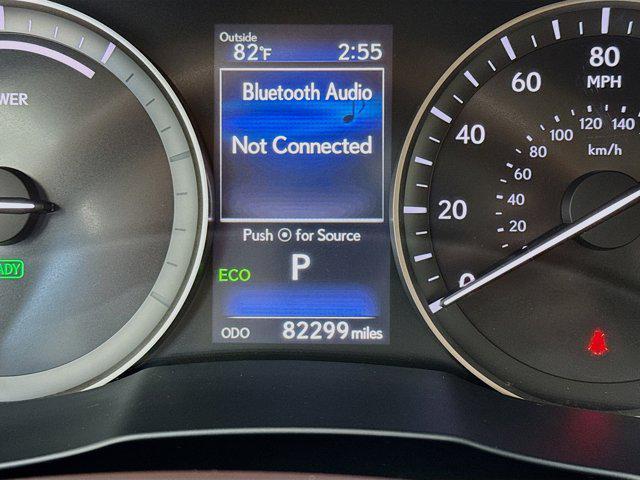 Outside
82°F 2:55
Bluetooth Audio
Not Connected
Push ⦿ for Source
ECO
P
ODO 82299 miles
WER
ADY
80
MPH
60
40
20
0
140
120
100
80
60
40
20
km/h